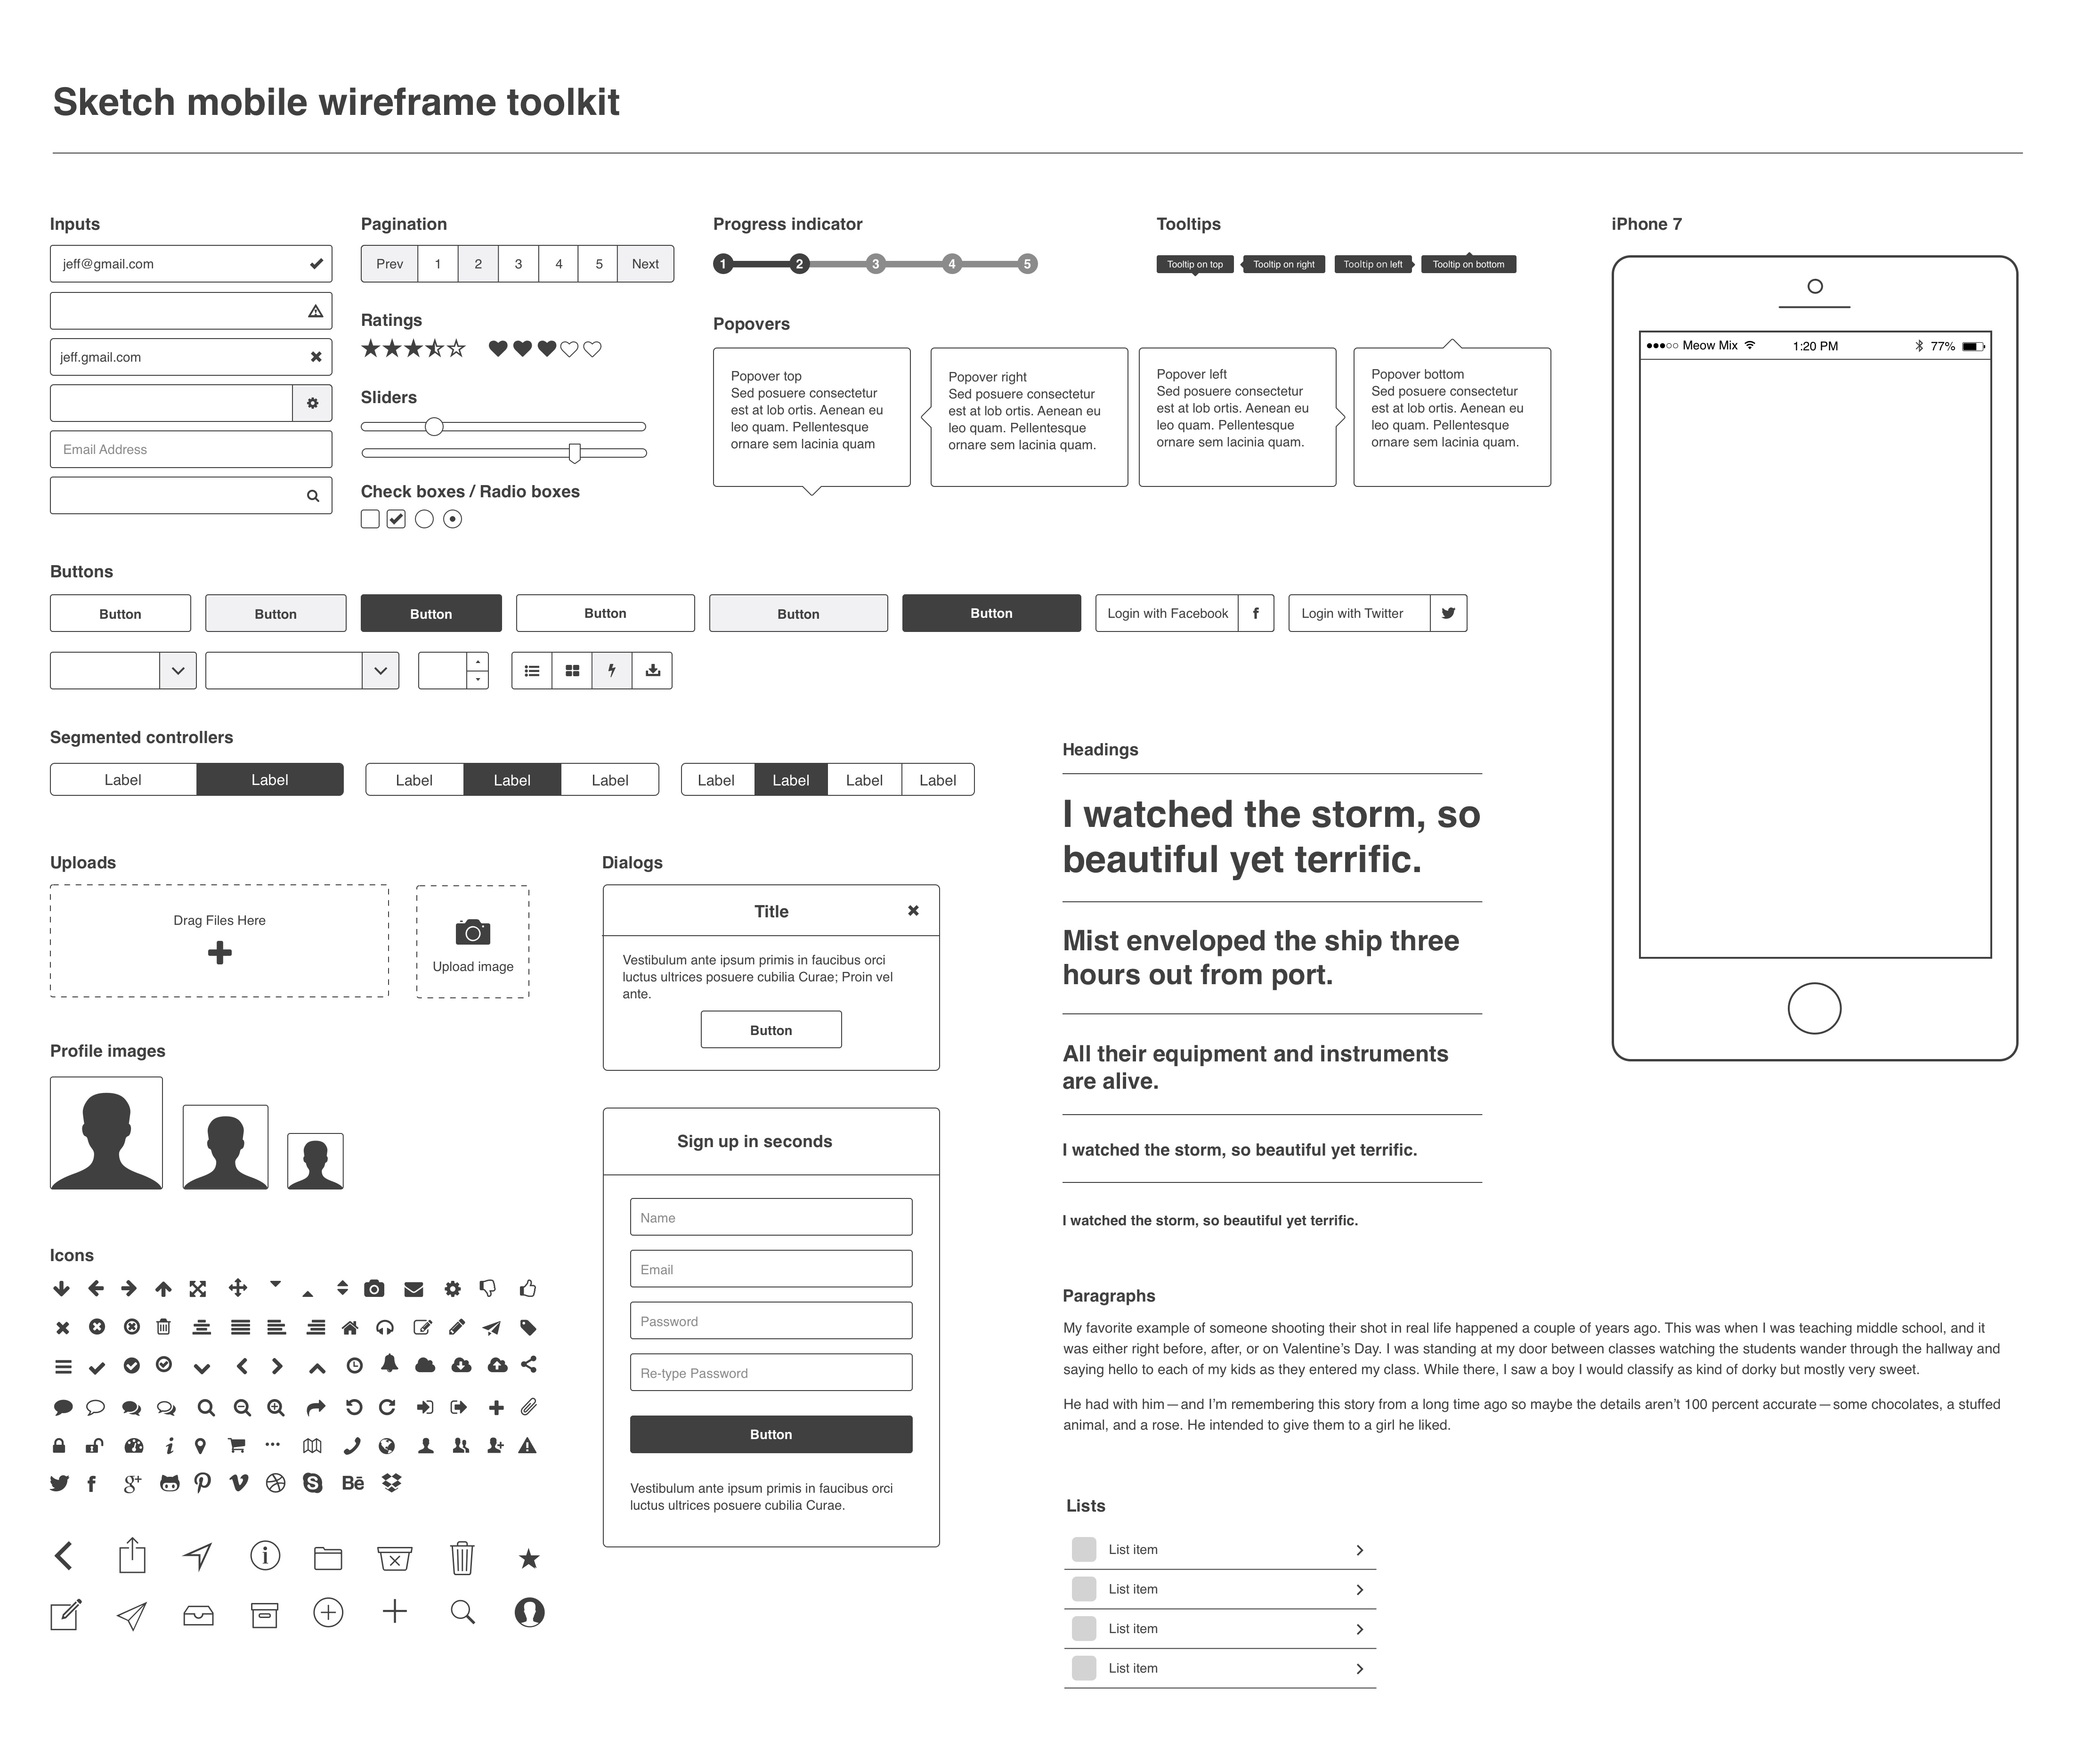 Sketch mobile wireframe toolkit
Inputs
jeff@gmail.com
jeff.gmail.com
Email Address
Pagination
Prev 1 2 3 4 5 Next
Ratings
Sliders
Check boxes / Radio boxes
Progress indicator
1 2 3 4 5
Tooltips
Tooltip on top Tooltip on right Tooltip on left Tooltip on bottom
Popovers
Popover top
Sed posuere consectetur
est at lob ortis. Aenean eu
leo quam. Pellentesque
ornare sem lacinia quam
Popover right
Sed posuere consectetur
est at lob ortis. Aenean eu
leo quam. Pellentesque
ornare sem lacinia quam.
Popover left
Sed posuere consectetur
est at lob ortis. Aenean eu
leo quam. Pellentesque
ornare sem lacinia quam.
Popover bottom
Sed posuere consectetur
est at lob ortis. Aenean eu
leo quam. Pellentesque
ornare sem lacinia quam.
iPhone 7
Meow Mix 1:20 PM 77%
Buttons
Button Button Button Button Button Button Login with Facebook f Login with Twitter
Segmented controllers
Label Label Label Label Label Label Label Label Label
Uploads
Drag Files Here
Upload image
Profile images
Icons
i
f g+ Bē
i
Dialogs
Title
Vestibulum ante ipsum primis in faucibus orci
luctus ultrices posuere cubilia Curae; Proin vel
ante.
Button
Sign up in seconds
Name
Email
Password
Re-type Password
Button
Vestibulum ante ipsum primis in faucibus orci
luctus ultrices posuere cubilia Curae.
Headings
I watched the storm, so
beautiful yet terrific.
Mist enveloped the ship three
hours out from port.
All their equipment and instruments
are alive.
I watched the storm, so beautiful yet terrific.
I watched the storm, so beautiful yet terrific.
Paragraphs
My favorite example of someone shooting their shot in real life happened a couple of years ago. This was when I was teaching middle school, and it
was either right before, after, or on Valentine’s Day. I was standing at my door between classes watching the students wander through the hallway and
saying hello to each of my kids as they entered my class. While there, I saw a boy I would classify as kind of dorky but mostly very sweet.
He had with him — and I’m remembering this story from a long time ago so maybe the details aren’t 100 percent accurate — some chocolates, a stuffed
animal, and a rose. He intended to give them to a girl he liked.
Lists
List item
List item
List item
List item